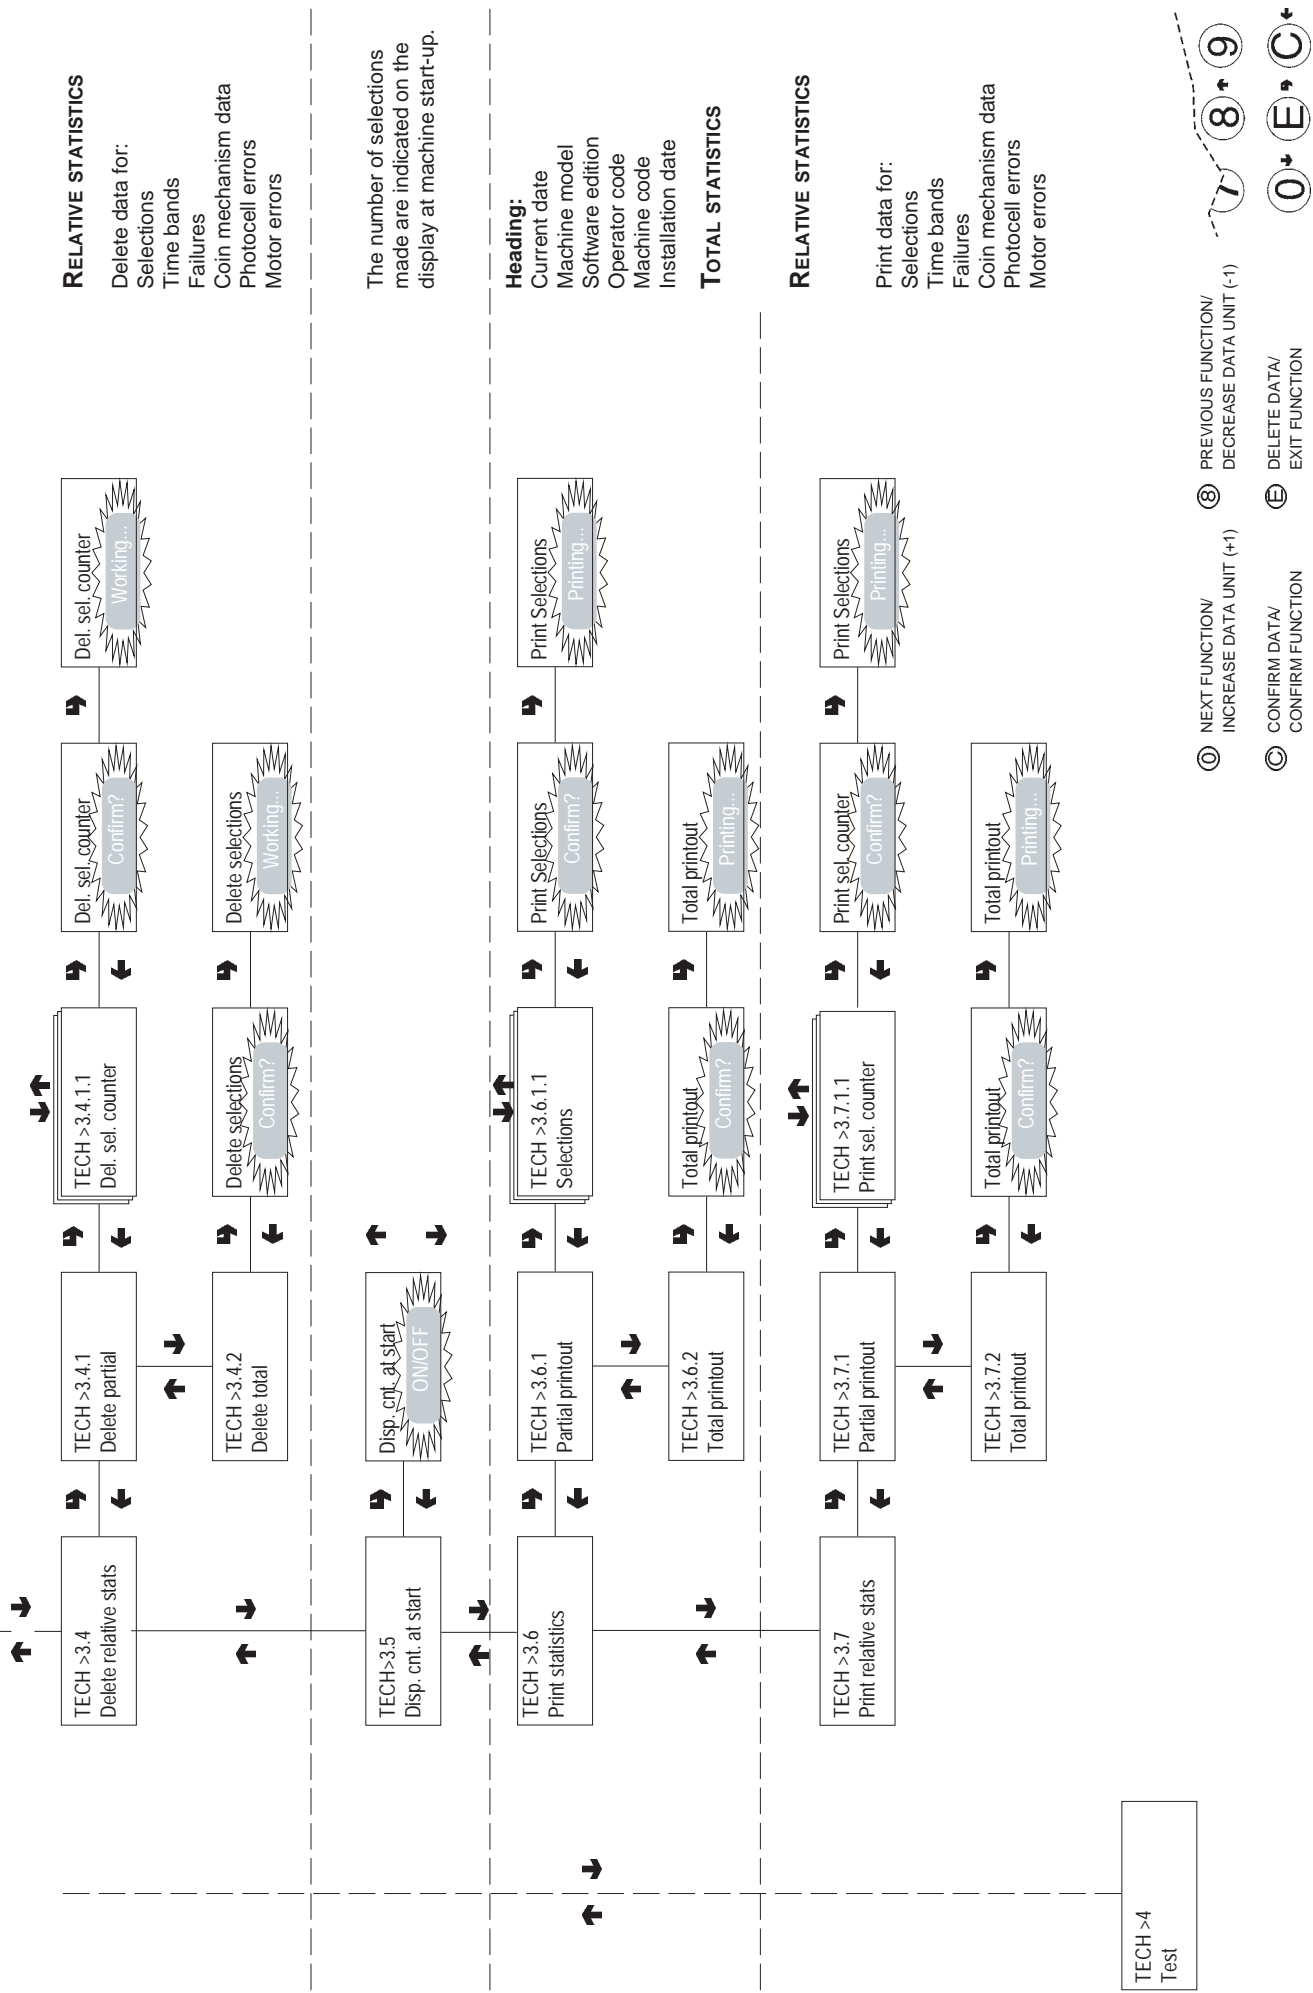 TECH >3.4
Delete relative stats
TECH >3.4.1
Delete partial
TECH >3.4.1.1
Del. sel. counter
Del. sel. counter
Confirm?
Del. sel. counter
Working...
RELATIVE STATISTICS
Delete data for:
Selections
Time bands
Failures
Coin mechanism data
Photocell errors
Motor errors
TECH >3.4.2
Delete total
Delete selections
Confirm?
Delete selections
Working...
TECH>3.5
Disp. cnt. at start
Disp. cnt. at start
ON/OFF
The number of selections
made are indicated on the
display at machine start-up.
TECH >3.6
Print statistics
TECH >3.6.1
Partial printout
TECH >3.6.1.1
Selections
Print Selections
Confirm?
Print Selections
Printing...
Heading:
Current date
Machine model
Software edition
Operator code
Machine code
Installation date
TOTAL STATISTICS
TECH >3.6.2
Total printout
Total printout
Confirm?
Total printout
Printing...
TECH >3.7
Print relative stats
TECH >3.7.1
Partial printout
TECH >3.7.1.1
Print sel. counter
Print sel. counter
Confirm?
Print Selections
Printing...
RELATIVE STATISTICS
Print data for:
Selections
Time bands
Failures
Coin mechanism data
Photocell errors
Motor errors
TECH >3.7.2
Total printout
Total printout
Confirm?
Total printout
Printing...
TECH >4
Test
0 NEXT FUNCTION/
INCREASE DATA UNIT (+1)
8 PREVIOUS FUNCTION/
DECREASE DATA UNIT (-1)
C CONFIRM DATA/
CONFIRM FUNCTION
E DELETE DATA/
EXIT FUNCTION
7 8 9
0 E C